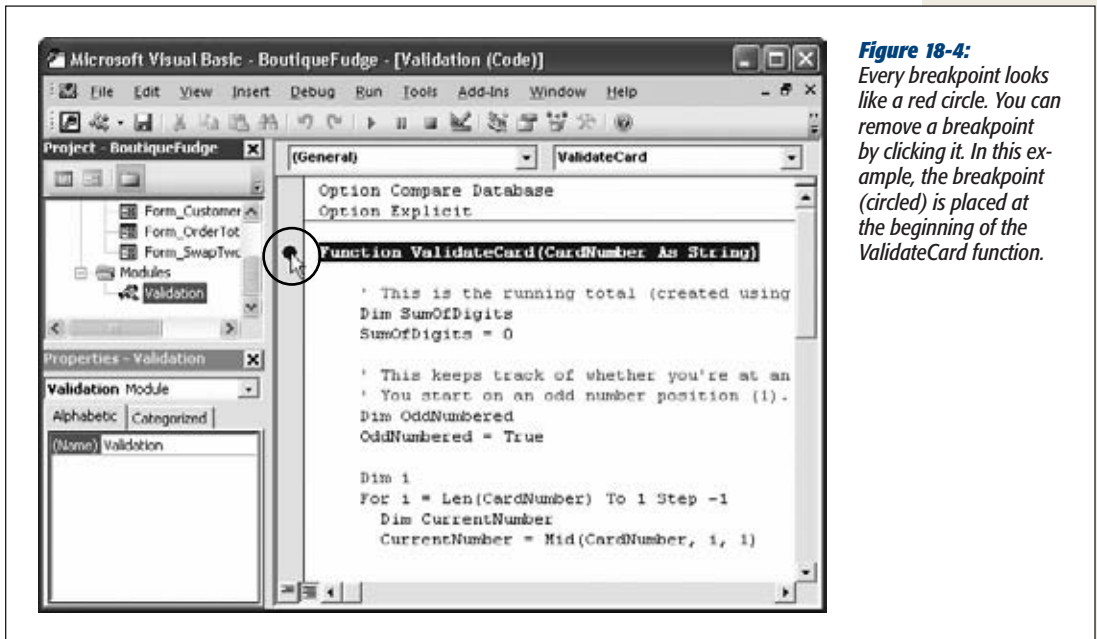 Microsoft Visual Basic - BoutiqueFudge - [Validation (Code)]
File Edit View Insert Debug Run Tools Add-Ins Window Help
Project - BoutiqueFudge
Form_Customer
Form_OrderTot
Form_SwapTwo
Modules
Validation
Properties - Validation
Validation Module
Alphabetic Categorized
(Name) Validation
(General) ValidateCard
Option Compare Database
Option Explicit
Function ValidateCard(CardNumber As String)
' This is the running total (created using
Dim SumOfDigits
SumOfDigits = 0
' This keeps track of whether you're at an
' You start on an odd number position (1).
Dim OddNumbered
OddNumbered = True
Dim i
For i = Len(CardNumber) To 1 Step -1
Dim CurrentNumber
CurrentNumber = Mid(CardNumber, i, 1)
Figure 18-4:
Every breakpoint looks
like a red circle. You can
remove a breakpoint
by clicking it. In this ex-
ample, the breakpoint
(circled) is placed at
the beginning of the
ValidateCard function.